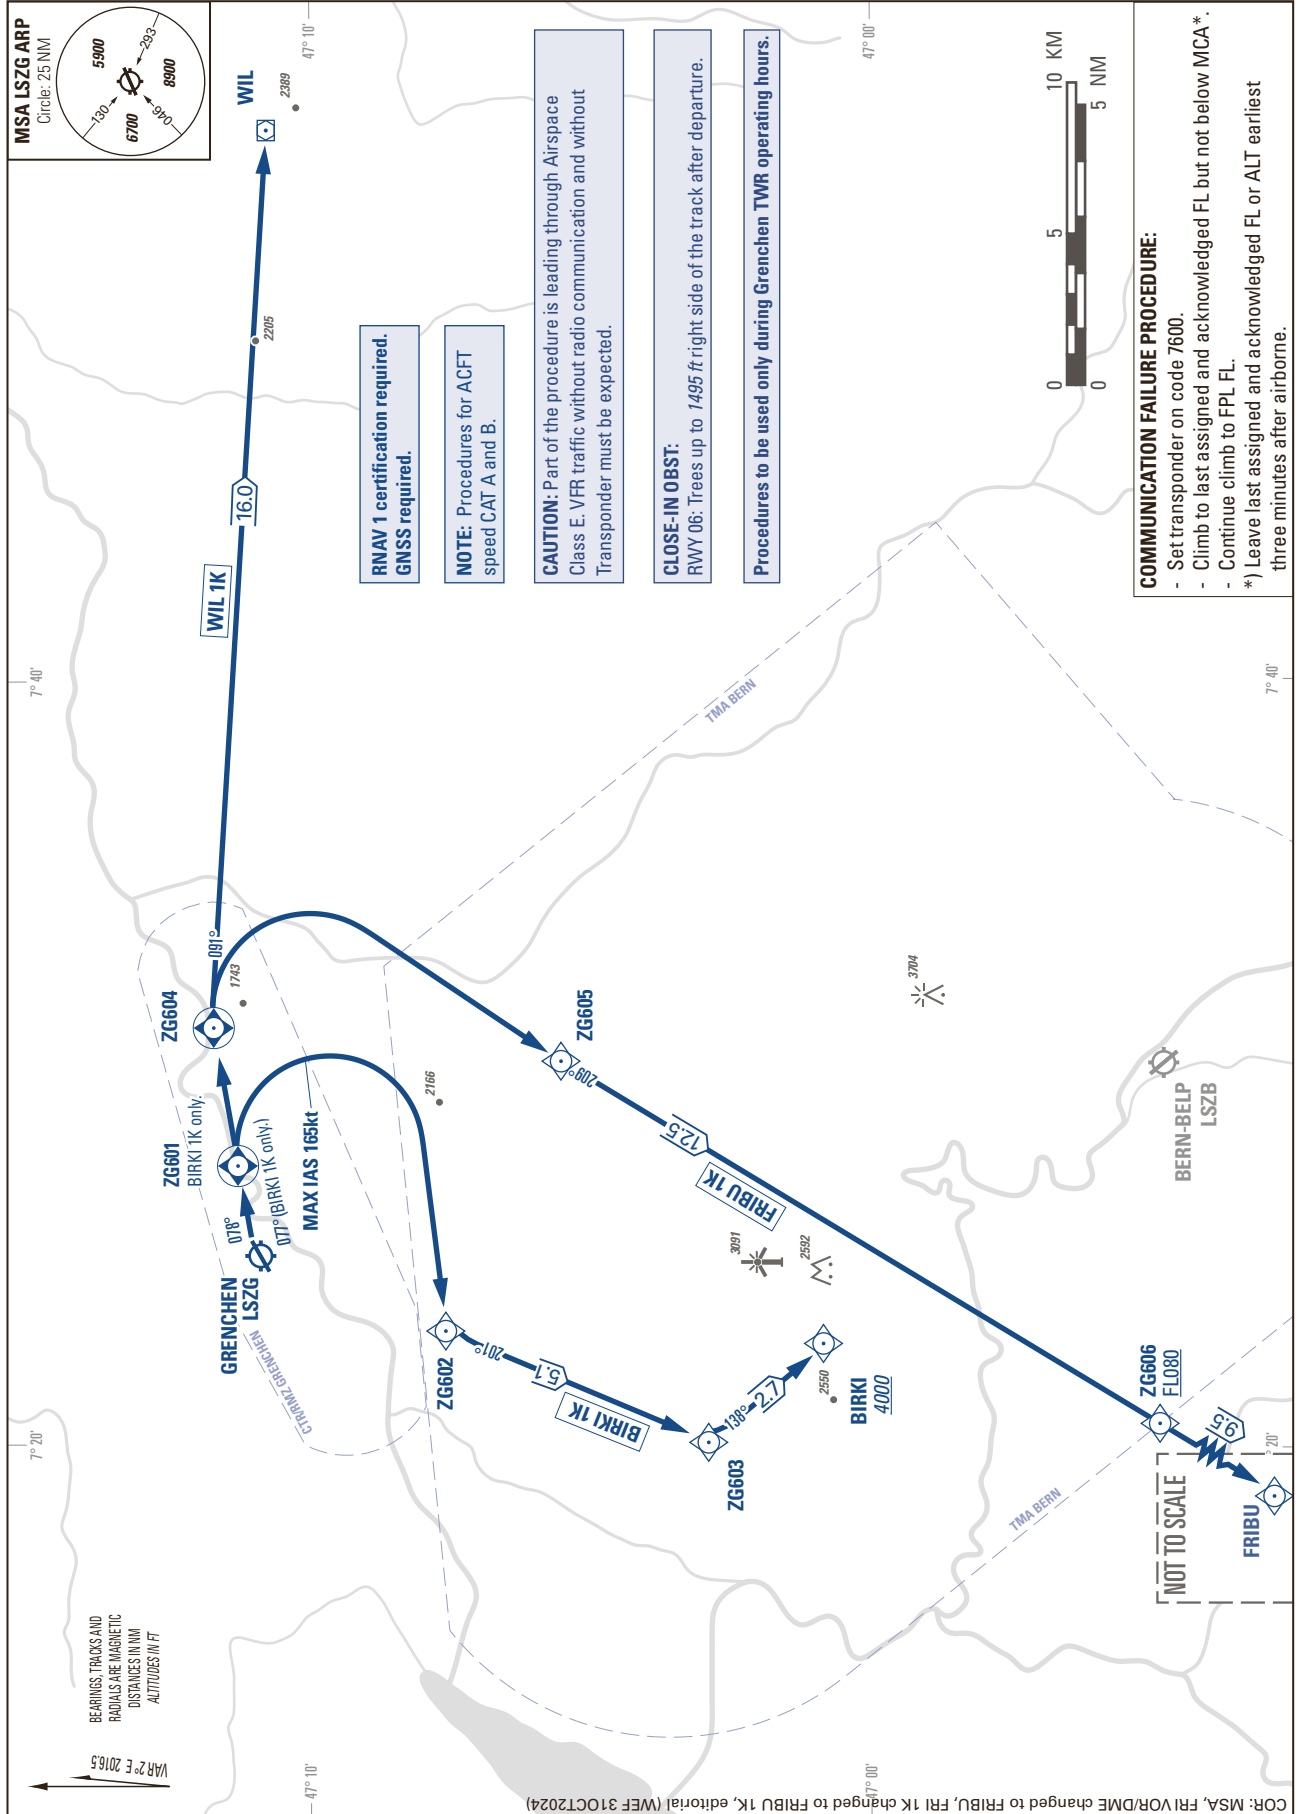 MSA LSZG ARP
Circle: 25 NM
5900
293
8900
046
6700
130
WIL
2389
2205
16.0
WIL 1K
091°
1743
ZG604
ZG601
BIRKI 1K only.
078°
077° (BIRKI 1K only.)
MAX IAS 165kt
GRENCHEN
LSZG
CTR/RMZ GRENCHEN
2166
ZG602
201°
5.1
BIRKI 1K
ZG603
138°
2.7
2550
BIRKI
4000
ZG605
209°
12.5
FRIBU 1K
3091
2592
3704
BERN-BELP
LSZB
ZG606
FL080
9.5
NOT TO SCALE
FRIBU
TMA BERN
TMA BERN
47° 10'
47° 00'
7° 40'
7° 40'
7° 20'
° 20'
47° 10'
47° 00'
RNAV 1 certification required.
GNSS required.
NOTE: Procedures for ACFT
speed CAT A and B.
CAUTION: Part of the procedure is leading through Airspace
Class E. VFR traffic without radio communication and without
Transponder must be expected.
CLOSE-IN OBST:
RWY 06: Trees up to 1495 ft right side of the track after departure.
Procedures to be used only during Grenchen TWR operating hours.
0 5 10 KM
0 5 NM
COMMUNICATION FAILURE PROCEDURE:
- Set transponder on code 7600.
- Climb to last assigned and acknowledged FL but not below MCA*.
- Continue climb to FPL FL.
*) Leave last assigned and acknowledged FL or ALT earliest
three minutes after airborne.
BEARINGS, TRACKS AND
RADIALS ARE MAGNETIC
DISTANCES IN NM
ALTITUDES IN FT
VAR 2° E 2016.5
COR: MSA, FRI VOR/DME changed to FRIBU, FRI 1K changed to FRIBU 1K, editorial (WEF 31OCT2024)